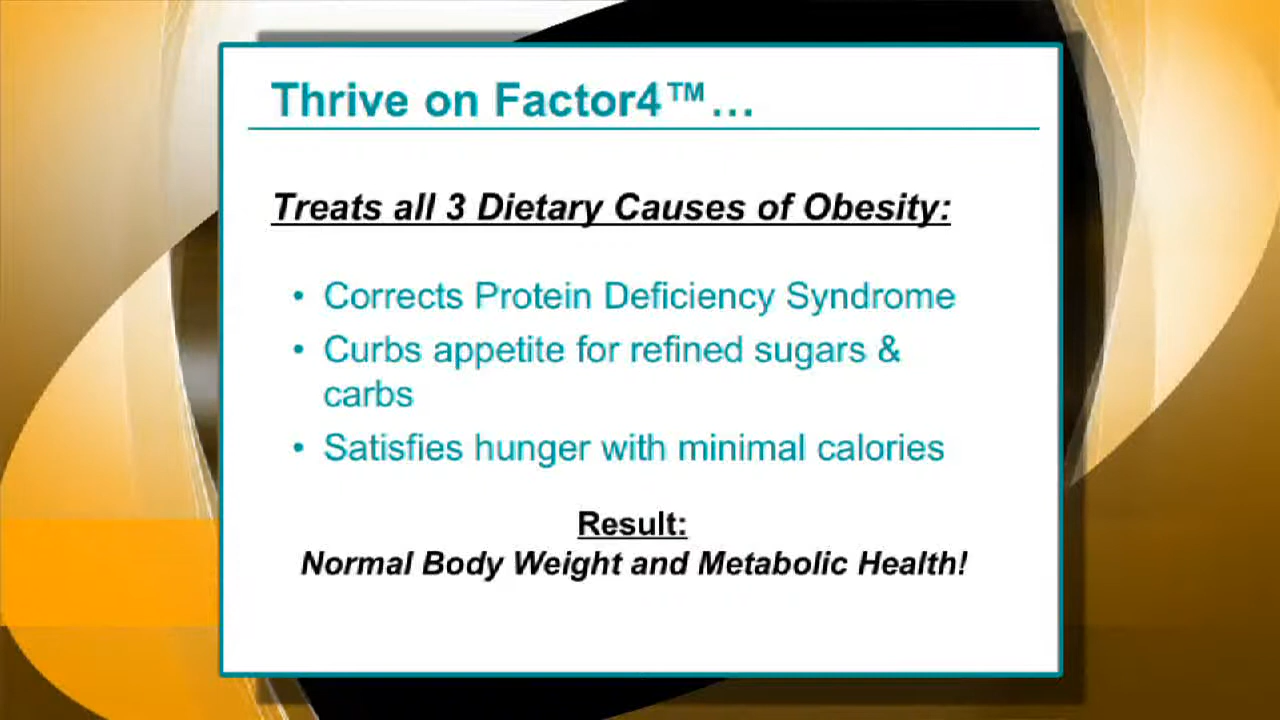 Thrive on Factor4™...
Treats all 3 Dietary Causes of Obesity:
• Corrects Protein Deficiency Syndrome
• Curbs appetite for refined sugars &
carbs
• Satisfies hunger with minimal calories
Result:
Normal Body Weight and Metabolic Health!